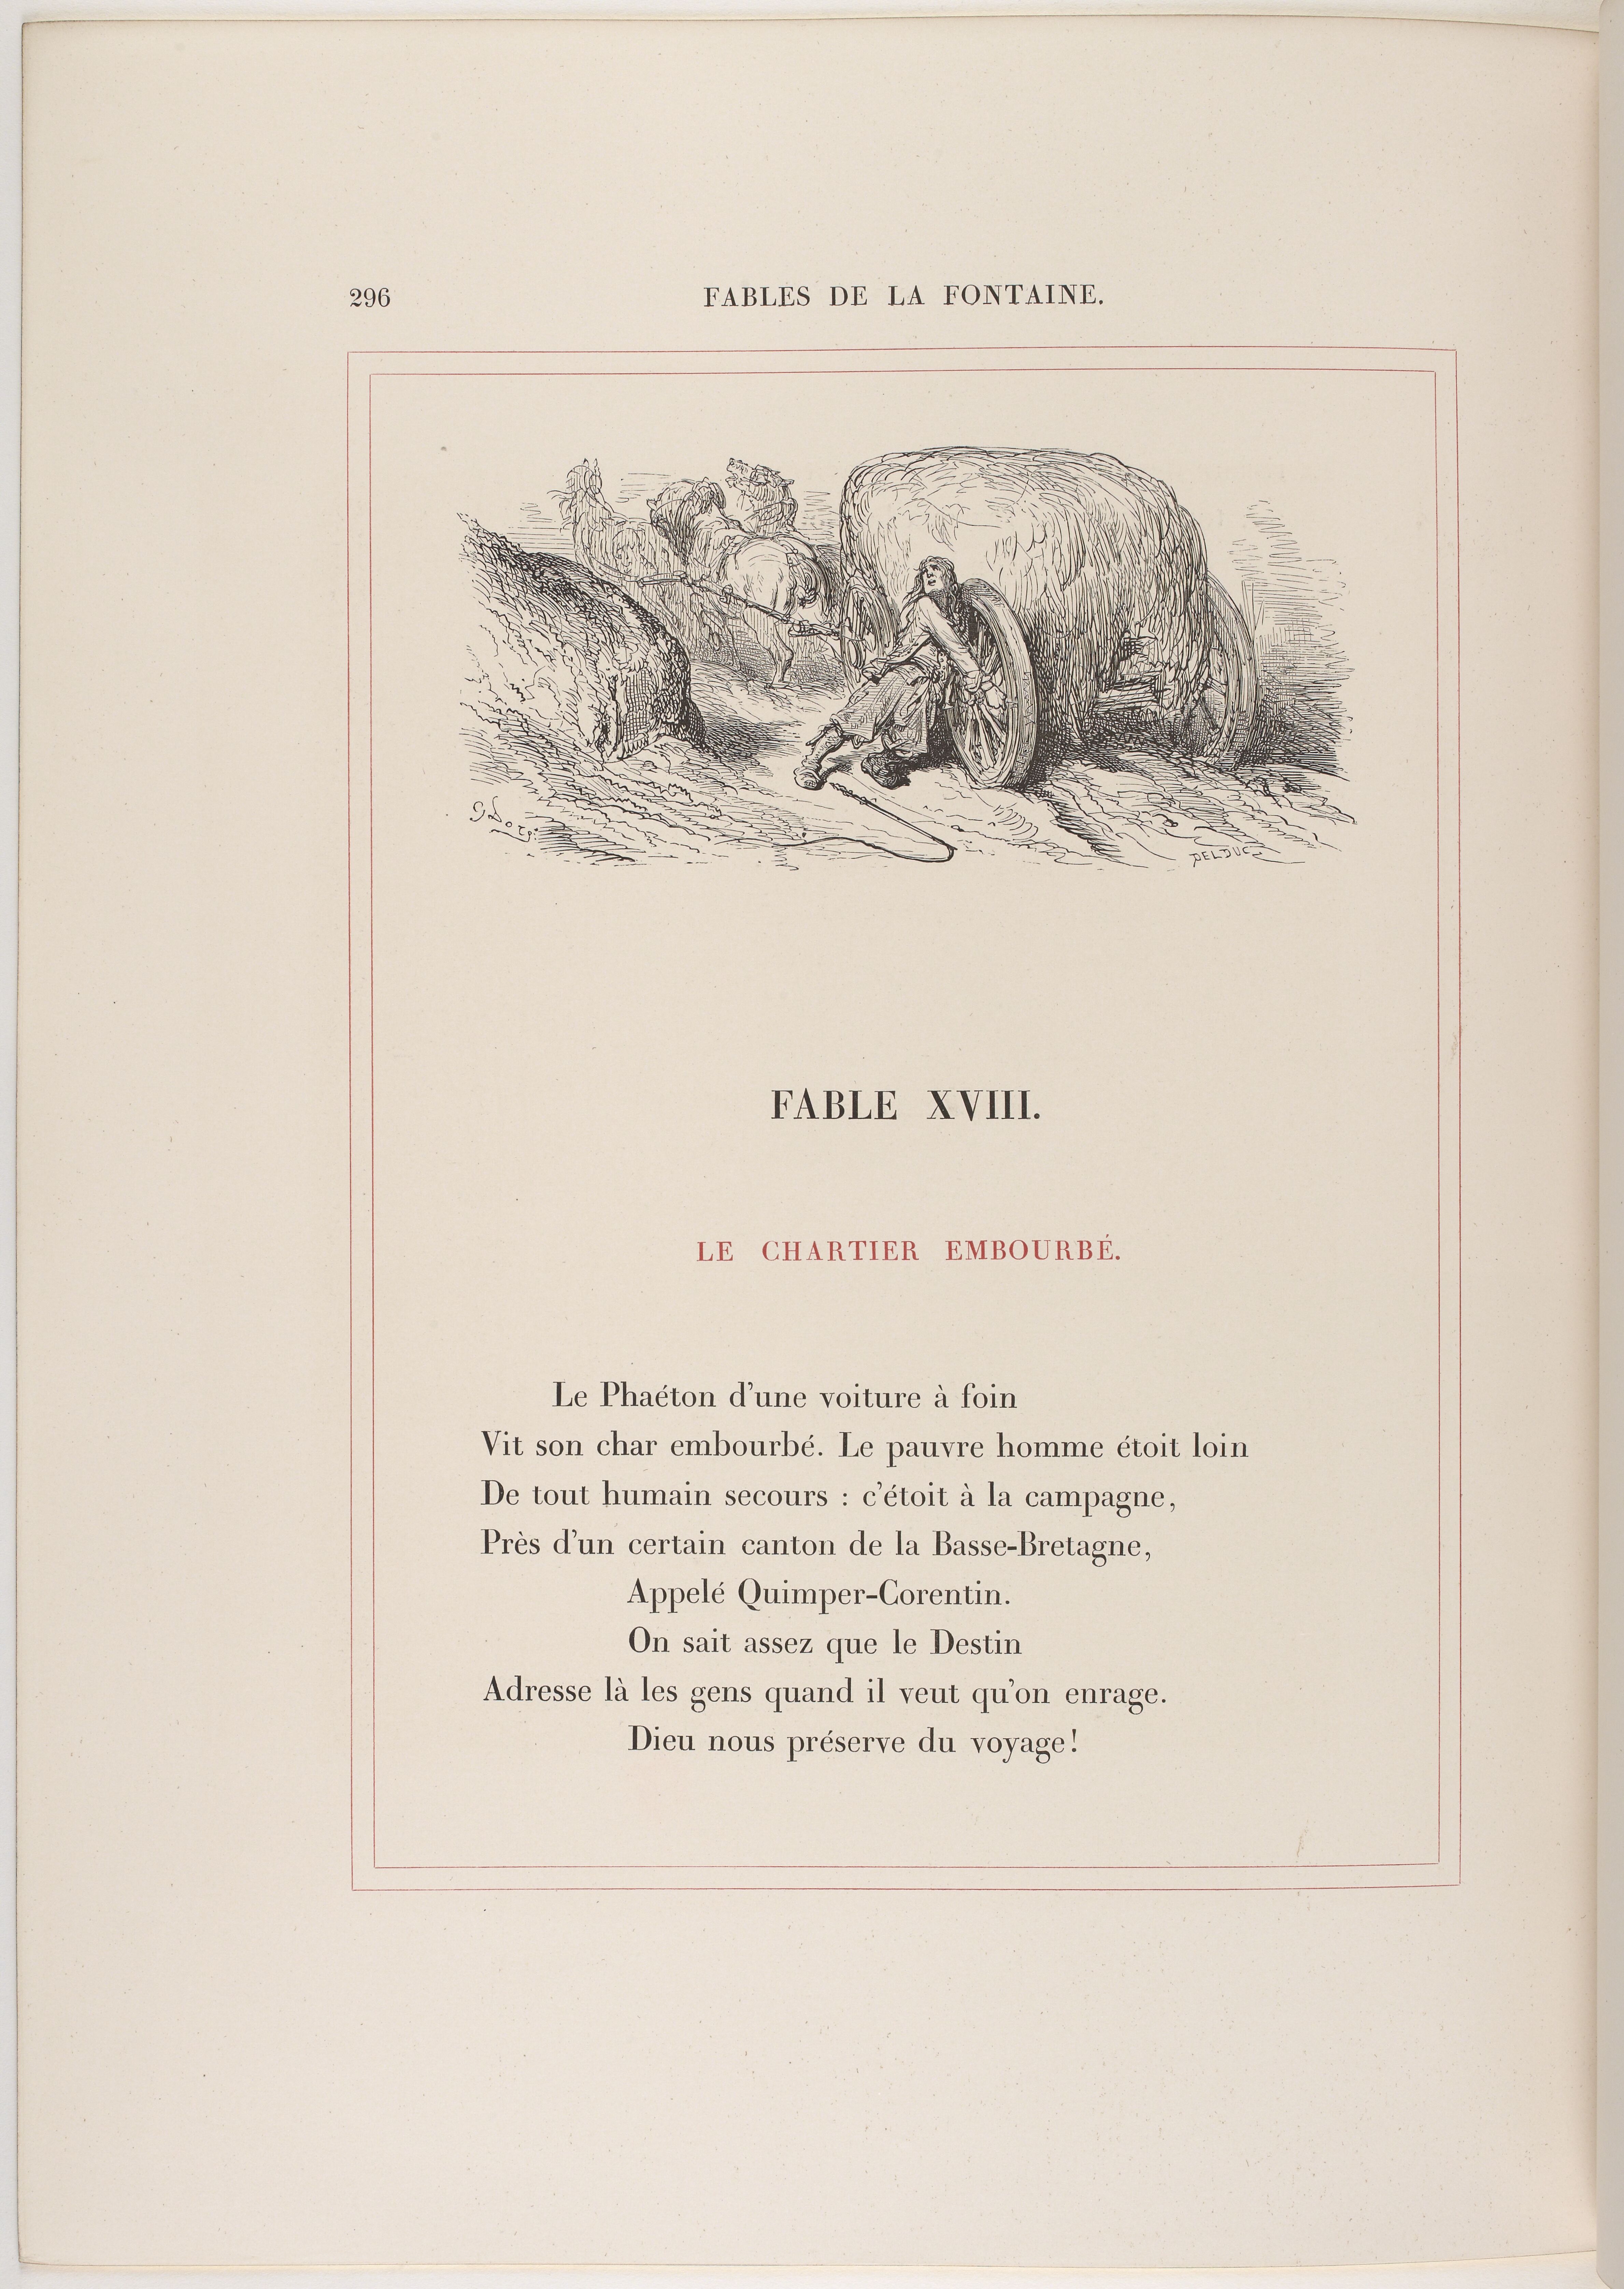 296
FABLES DE LA FONTAINE.
G Doré
DELDUC
FABLE XVIII.
LE CHARTIER EMBOURBÉ.
Le Phaéton d'une voiture à foin
Vit son char embourbé. Le pauvre homme étoit loin
De tout humain secours : c'étoit à la campagne,
Près d'un certain canton de la Basse-Bretagne,
Appelé Quimper-Corentin.
On sait assez que le Destin
Adresse là les gens quand il veut qu'on enrage.
Dieu nous préserve du voyage!